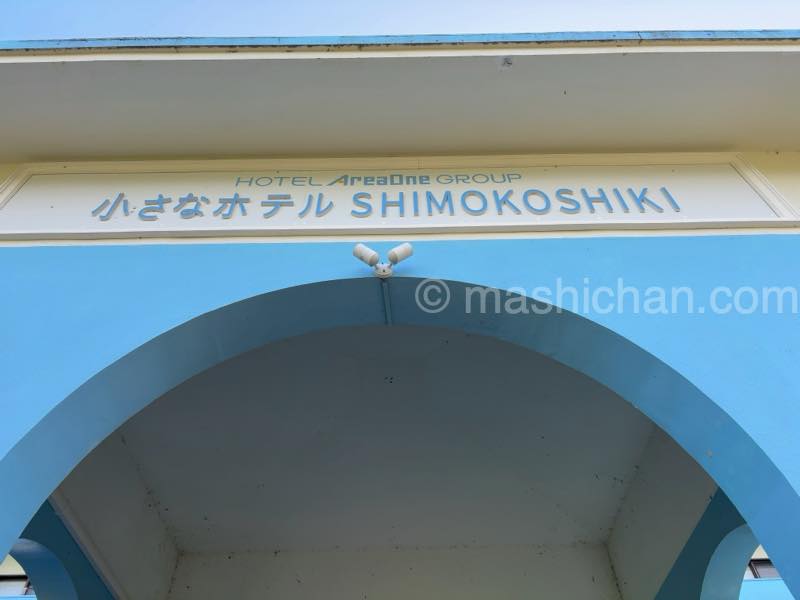 HOTEL AreaOne GROUP
小さなホテル SHIMOKOSHIKI
© mashichan.com